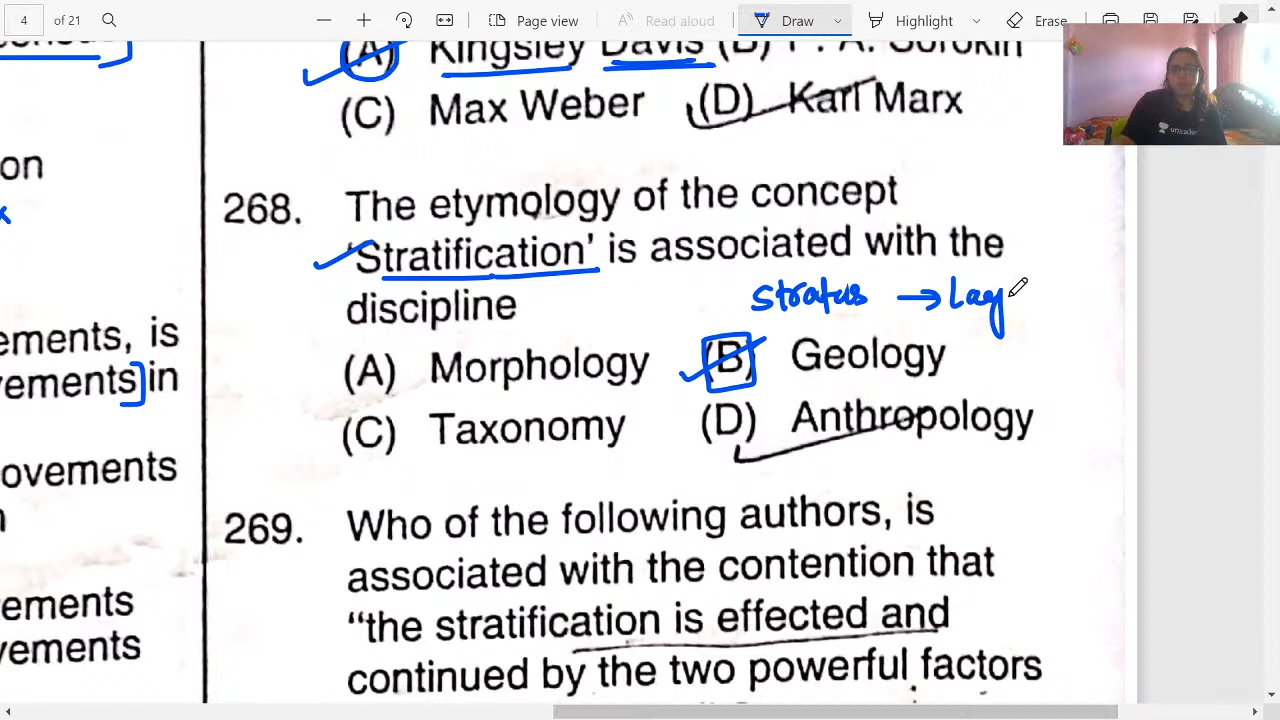 4 of 21
Page view
Read aloud
Draw
Highlight
Erase
on
ements, is
vements] in
ovements
ements
vements
(A) Kingsley Davis (B) P. A. Sorokin
(C) Max Weber (D) Karl Marx
268. The etymology of the concept
'Stratification' is associated with the
discipline
Stratus → Lay
(A) Morphology (B) Geology
(C) Taxonomy (D) Anthropology
269. Who of the following authors, is
associated with the contention that
"the stratification is effected and
continued by the two powerful factors